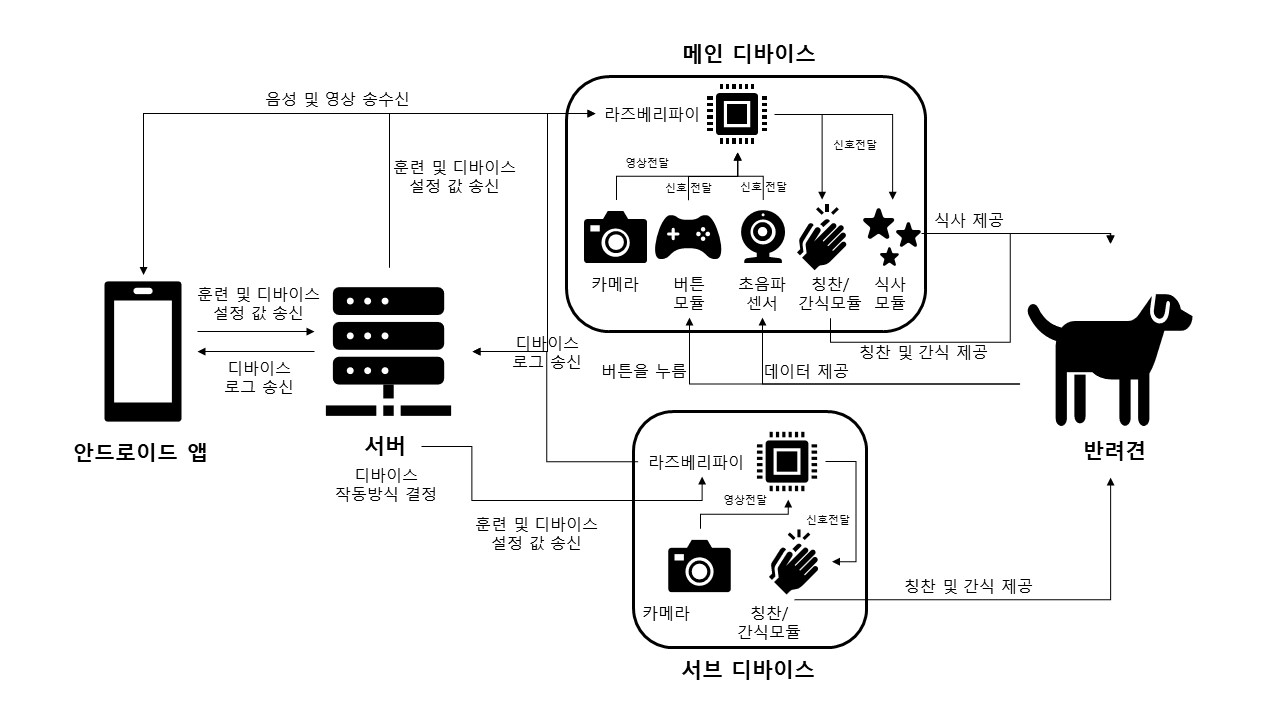 메인 디바이스
음성 및 영상 송수신
라즈베리파이
신호전달
영상전달
훈련 및 디바이스
설정 값 송신
신호 전달
신호 전달
식사 제공
카메라
버튼
모듈
초음파
센서
칭찬/
간식모듈
식사
모듈
훈련 및 디바이스
설정 값 송신
디바이스
로그 송신
디바이스
로그 송신
버튼을 누름
데이터 제공
칭찬 및 간식 제공
안드로이드 앱
서버
디바이스
작동방식 결정
반려견
라즈베리파이
영상전달
신호전달
훈련 및 디바이스
설정 값 송신
카메라
칭찬/
간식모듈
칭찬 및 간식 제공
서브 디바이스